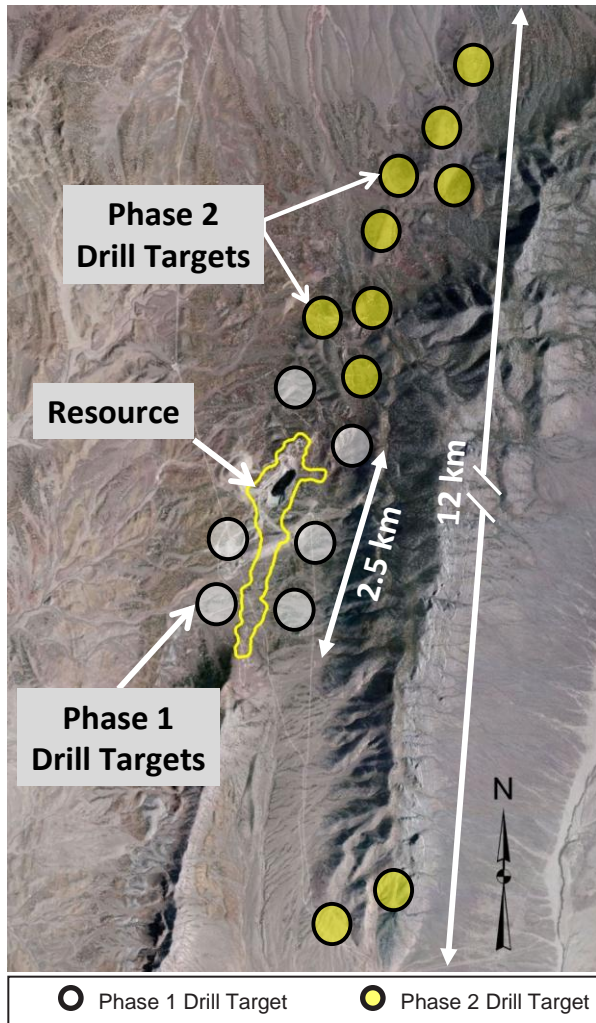 Phase 2
Drill Targets
Resource
12 km
2.5 km
Phase 1
Drill Targets
N
Phase 1 Drill Target
Phase 2 Drill Target